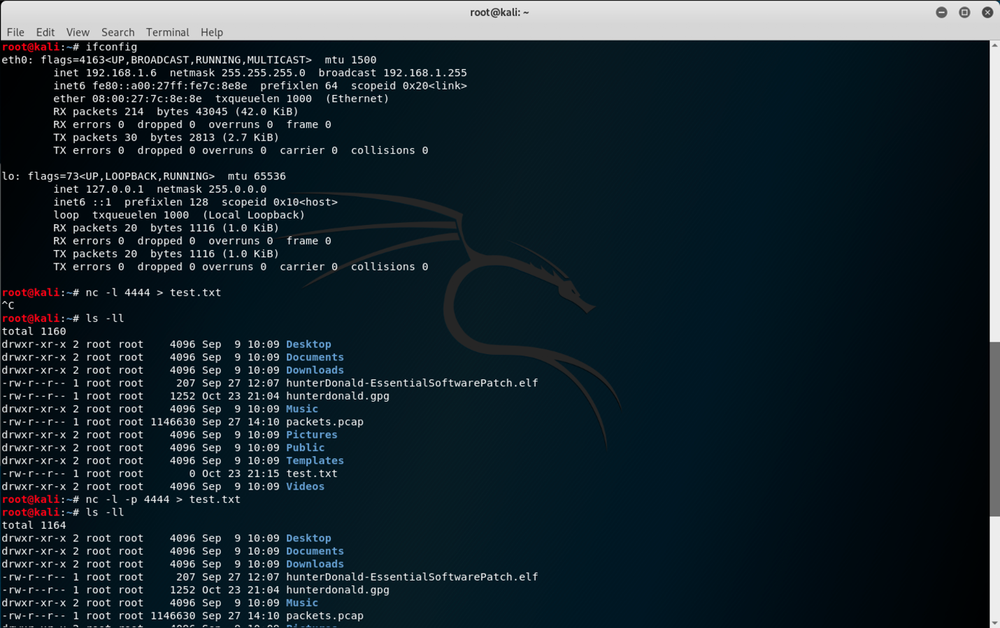 root@kali: ~
File Edit View Search Terminal Help
root@kali:~# ifconfig
eth0: flags=4163<UP,BROADCAST,RUNNING,MULTICAST>  mtu 1500
        inet 192.168.1.6  netmask 255.255.255.0  broadcast 192.168.1.255
        inet6 fe80::a00:27ff:fe7c:8e8e  prefixlen 64  scopeid 0x20<link>
        ether 08:00:27:7c:8e:8e  txqueuelen 1000  (Ethernet)
        RX packets 214  bytes 43045 (42.0 KiB)
        RX errors 0  dropped 0  overruns 0  frame 0
        TX packets 30  bytes 2813 (2.7 KiB)
        TX errors 0  dropped 0 overruns 0  carrier 0  collisions 0

lo: flags=73<UP,LOOPBACK,RUNNING>  mtu 65536
        inet 127.0.0.1  netmask 255.0.0.0
        inet6 ::1  prefixlen 128  scopeid 0x10<host>
        loop  txqueuelen 1000  (Local Loopback)
        RX packets 20  bytes 1116 (1.0 KiB)
        RX errors 0  dropped 0  overruns 0  frame 0
        TX packets 20  bytes 1116 (1.0 KiB)
        TX errors 0  dropped 0 overruns 0  carrier 0  collisions 0

root@kali:~# nc -l 4444 > test.txt
^C
root@kali:~# ls -ll
total 1160
drwxr-xr-x 2 root root    4096 Sep  9 10:09 Desktop
drwxr-xr-x 2 root root    4096 Sep  9 10:09 Documents
drwxr-xr-x 2 root root    4096 Sep  9 10:09 Downloads
-rw-r--r-- 1 root root     207 Sep 27 12:07 hunterDonald-EssentialSoftwarePatch.elf
-rw-r--r-- 1 root root    1252 Oct 23 21:04 hunterdonald.gpg
drwxr-xr-x 2 root root    4096 Sep  9 10:09 Music
-rw-r--r-- 1 root root 1146630 Sep 27 14:10 packets.pcap
drwxr-xr-x 2 root root    4096 Sep  9 10:09 Pictures
drwxr-xr-x 2 root root    4096 Sep  9 10:09 Public
drwxr-xr-x 2 root root    4096 Sep  9 10:09 Templates
-rw-r--r-- 1 root root       0 Oct 23 21:15 test.txt
drwxr-xr-x 2 root root    4096 Sep  9 10:09 Videos
root@kali:~# nc -l -p 4444 > test.txt
root@kali:~# ls -ll
total 1164
drwxr-xr-x 2 root root    4096 Sep  9 10:09 Desktop
drwxr-xr-x 2 root root    4096 Sep  9 10:09 Documents
drwxr-xr-x 2 root root    4096 Sep  9 10:09 Downloads
-rw-r--r-- 1 root root     207 Sep 27 12:07 hunterDonald-EssentialSoftwarePatch.elf
-rw-r--r-- 1 root root    1252 Oct 23 21:04 hunterdonald.gpg
drwxr-xr-x 2 root root    4096 Sep  9 10:09 Music
-rw-r--r-- 1 root root 1146630 Sep 27 14:10 packets.pcap